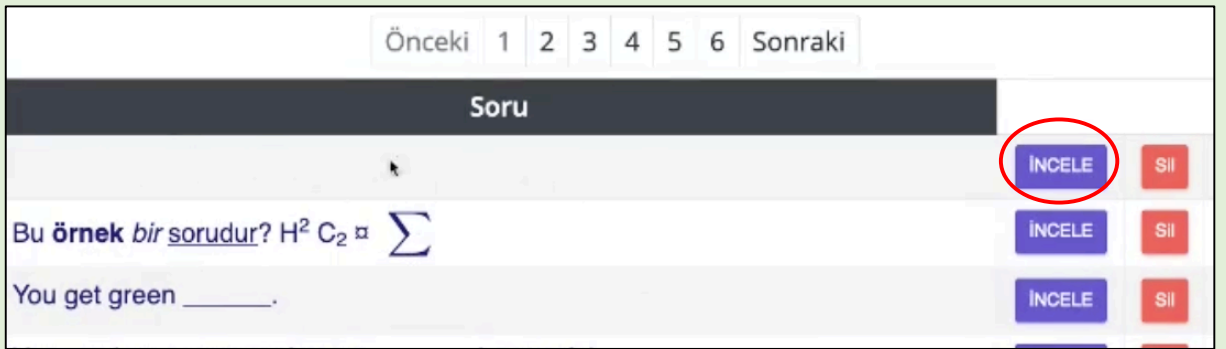 Önceki 1 2 3 4 5 6 Sonraki
Soru
İNCELE Sil
Bu örnek bir sorudur? H² C₂ ¤ ∑ İNCELE Sil
You get green ______. İNCELE Sil